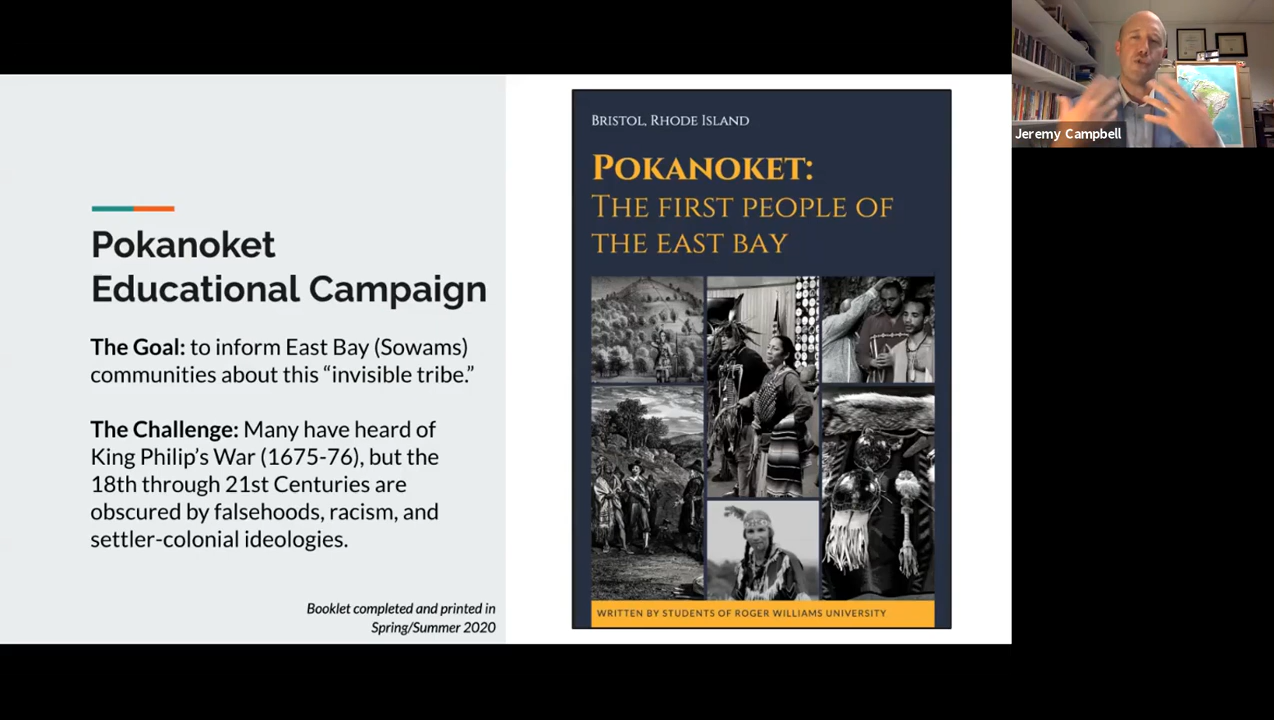 Pokanoket
Educational Campaign
The Goal: to inform East Bay (Sowams)
communities about this “invisible tribe.”
The Challenge: Many have heard of
King Philip’s War (1675-76), but the
18th through 21st Centuries are
obscured by falsehoods, racism, and
settler-colonial ideologies.
Booklet completed and printed in
Spring/Summer 2020
BRISTOL, RHODE ISLAND
POKANOKET:
THE FIRST PEOPLE OF
THE EAST BAY
WRITTEN BY STUDENTS OF ROGER WILLIAMS UNIVERSITY
Jeremy Campbell